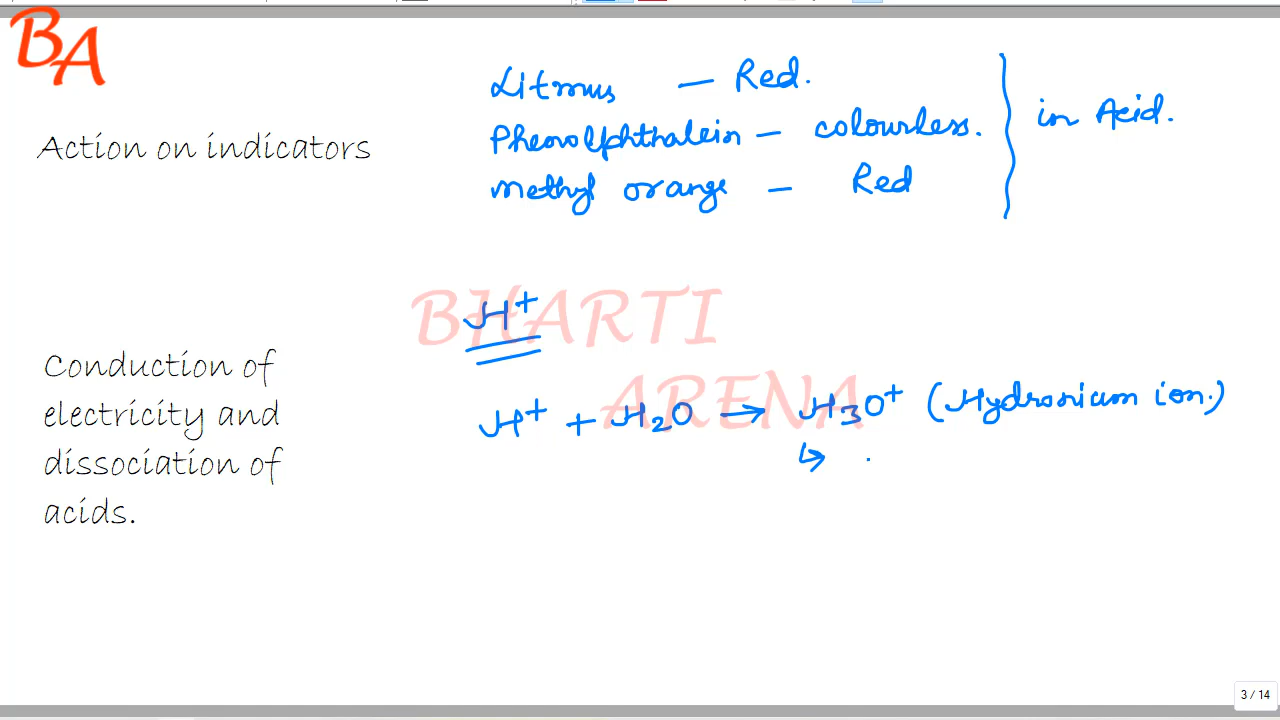 BA
Action on indicators
Litmus — Red.
Phenolphthalein — colourless.
Methyl orange — Red
in Acid.
BHARTI
ARENA
Conduction of
electricity and
dissociation of
acids.
H⁺
H⁺ + H₂O → H₃O⁺ (Hydronium ion.)
↳
3 / 14